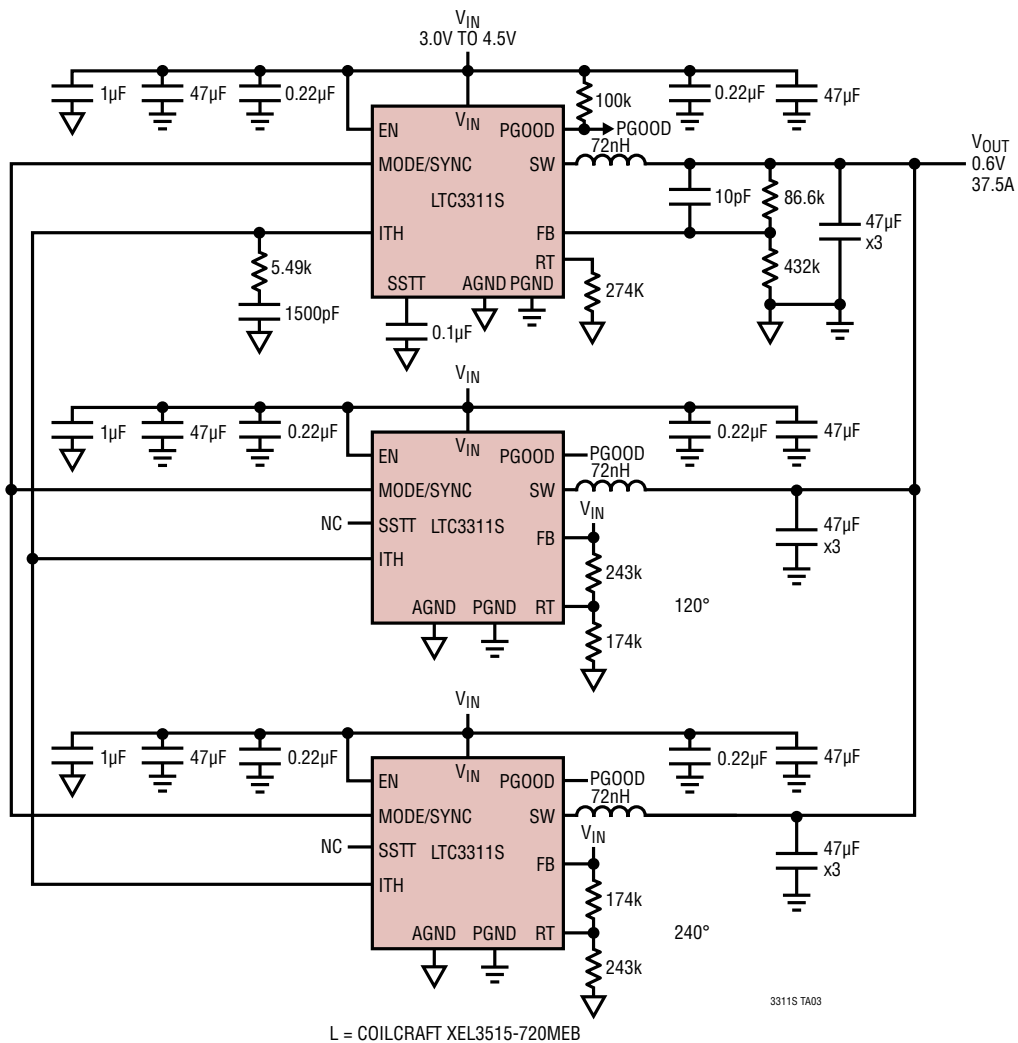 VIN
3.0V TO 4.5V
1µF
47µF
0.22µF
100k
0.22µF
47µF
EN
VIN
PGOOD
PGOOD
72nH
MODE/SYNC
SW
VOUT
0.6V
37.5A
LTC3311S
10pF
86.6k
47µF
x3
ITH
FB
5.49k
RT
432k
SSTT
AGND
PGND
274K
1500pF
0.1µF
VIN
1µF
47µF
0.22µF
0.22µF
47µF
EN
VIN
PGOOD
PGOOD
72nH
MODE/SYNC
SW
NC
SSTT
LTC3311S
VIN
47µF
x3
FB
ITH
243k
AGND
PGND
RT
120°
174k
VIN
1µF
47µF
0.22µF
0.22µF
47µF
EN
VIN
PGOOD
PGOOD
72nH
MODE/SYNC
SW
NC
SSTT
LTC3311S
VIN
47µF
x3
FB
ITH
174k
AGND
PGND
RT
240°
243k
3311S TA03
L = COILCRAFT XEL3515-720MEB